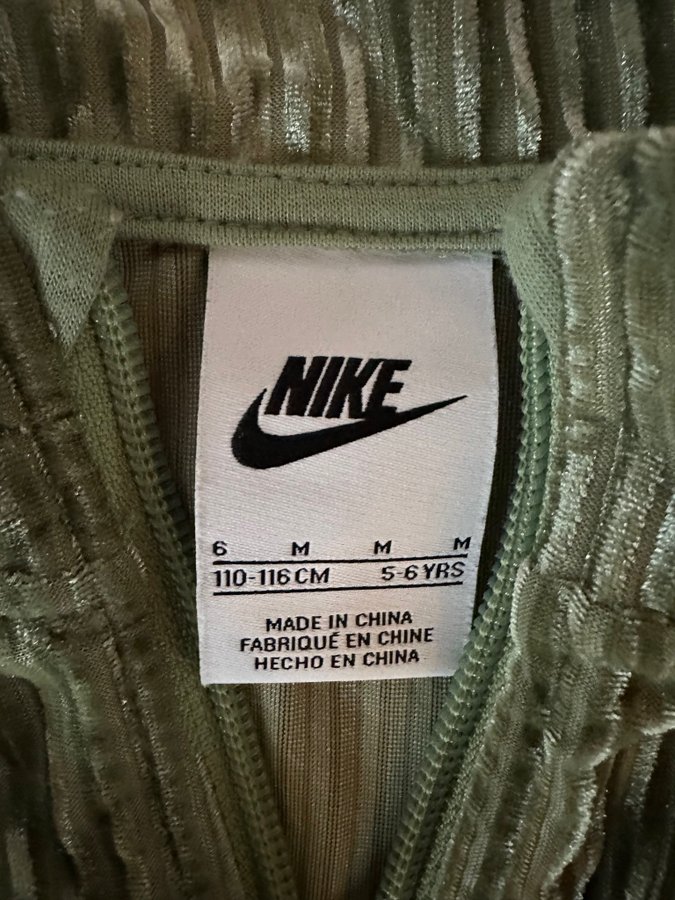 NIKE
6 M M M
110-116 CM 5-6 YRS
MADE IN CHINA
FABRIQUÉ EN CHINE
HECHO EN CHINA